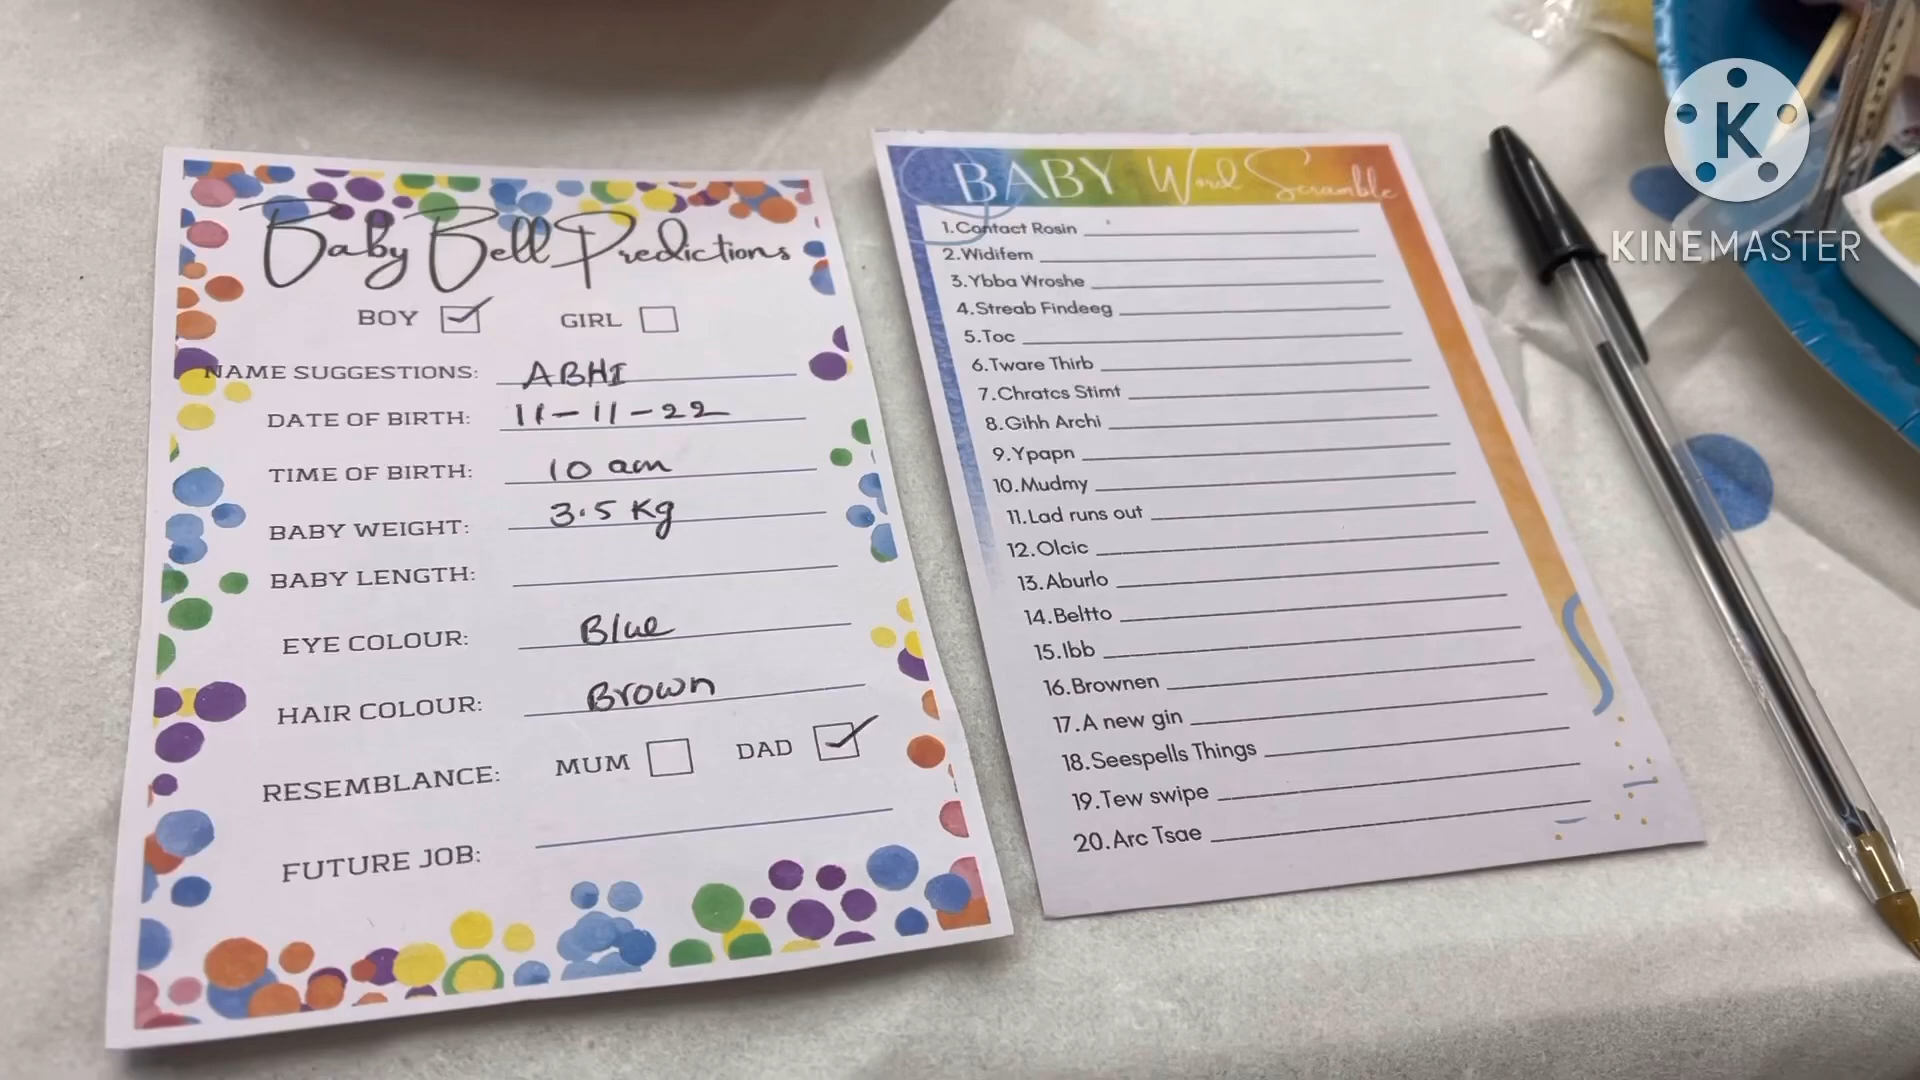 Baby Bell Predictions
BOY GIRL
NAME SUGGESTIONS: ABHI
DATE OF BIRTH: 11-11-22
TIME OF BIRTH: 10 am
BABY WEIGHT: 3.5 Kg
BABY LENGTH:
EYE COLOUR: Blue
HAIR COLOUR: Brown
RESEMBLANCE: MUM DAD
FUTURE JOB:
BABY Word Scramble
1.Contact Rosin
2.Widifem
3.Ybba Wroshe
4.Streab Findeeg
5.Toc
6.Tware Thirb
7.Chratcs Stimt
8.Gihh Archi
9.Ypapn
10.Mudmy
11.Lad runs out
12.Olcic
13.Aburlo
14.Beltto
15.Ibb
16.Brownen
17.A new gin
18.Seespells Things
19.Tew swipe
20.Arc Tsae
K
KINEMASTER